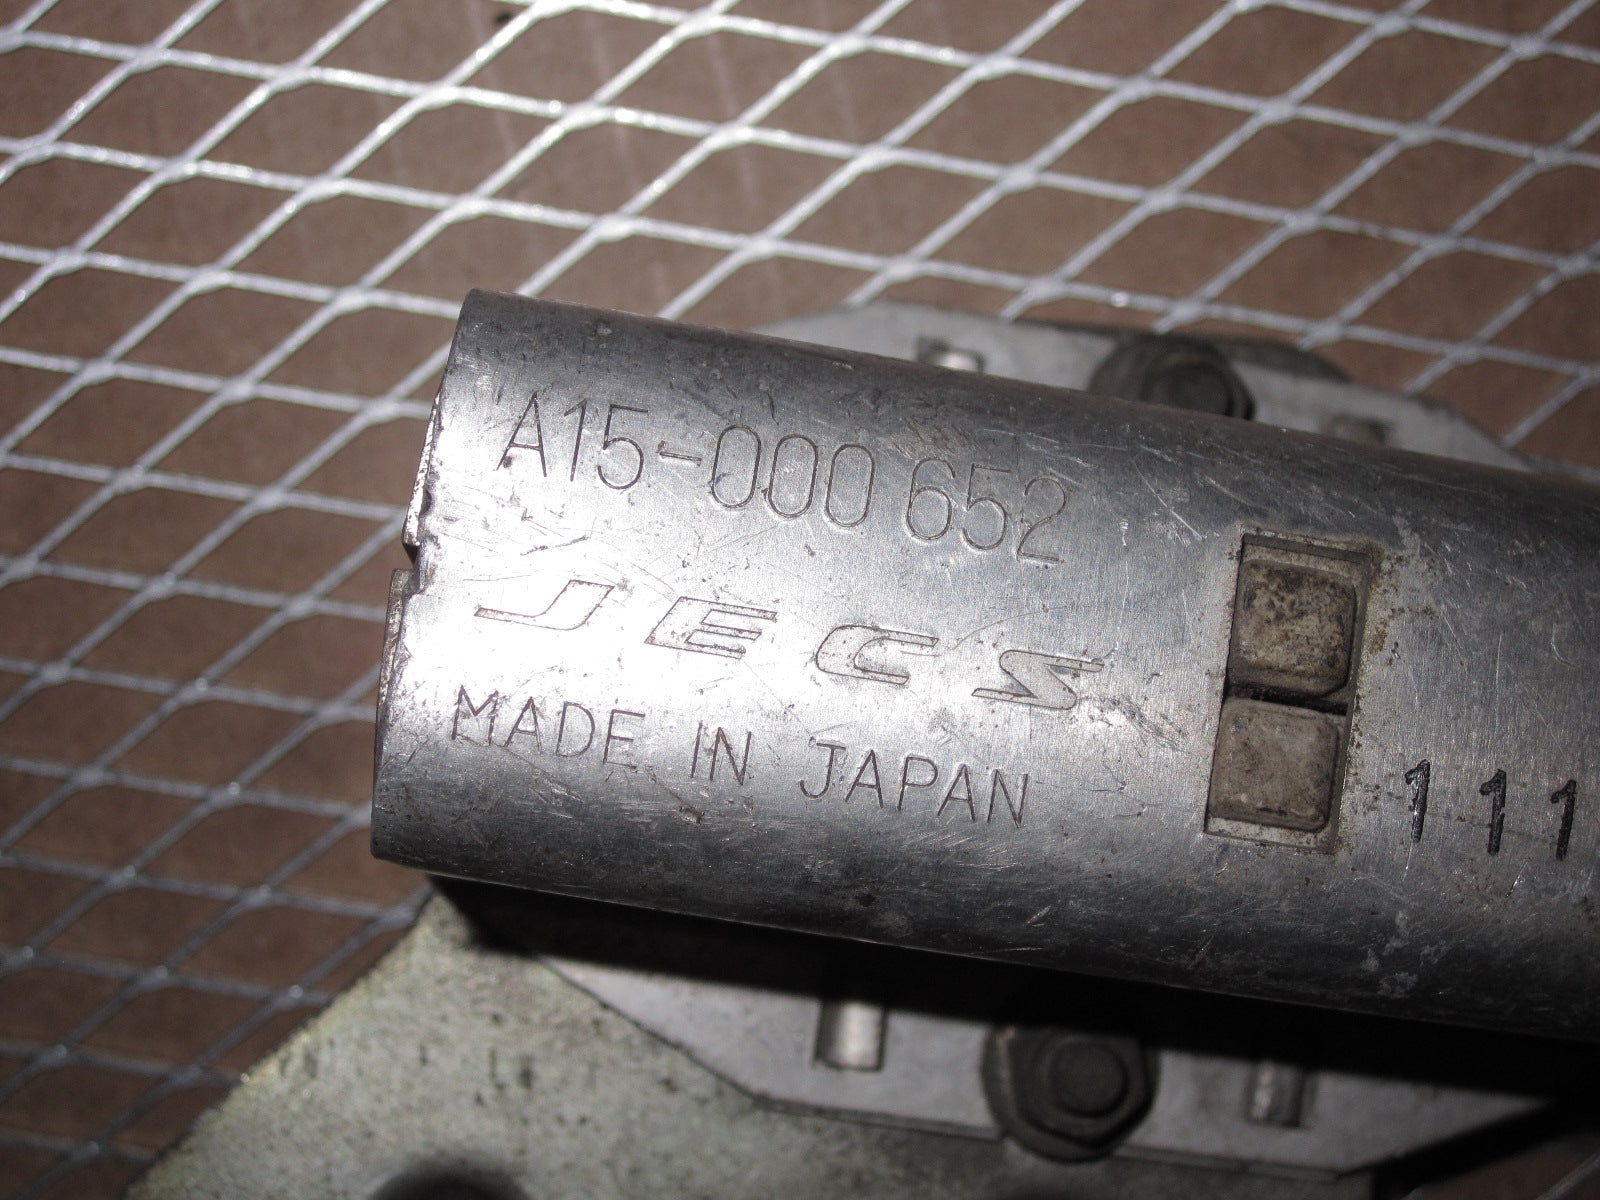 A15-000 652
JECS
MADE IN JAPAN
111